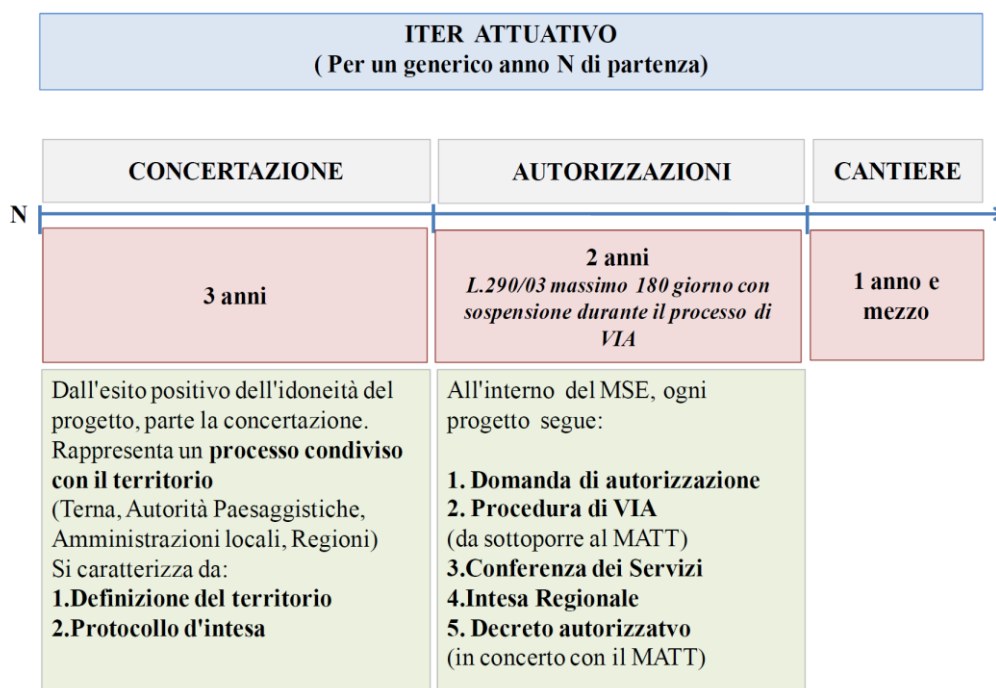 ITER ATTUATIVO
( Per un generico anno N di partenza)
CONCERTAZIONE
AUTORIZZAZIONI
CANTIERE
N
3 anni
2 anni
L.290/03 massimo 180 giorno con
sospensione durante il processo di
VIA
1 anno e
mezzo
Dall'esito positivo dell'idoneità del
progetto, parte la concertazione.
Rappresenta un processo condiviso
con il territorio
(Terna, Autorità Paesaggistiche,
Amministrazioni locali, Regioni)
Si caratterizza da:
1.Definizione del territorio
2.Protocollo d'intesa
All'interno del MSE, ogni
progetto segue:
1. Domanda di autorizzazione
2. Procedura di VIA
(da sottoporre al MATT)
3.Conferenza dei Servizi
4.Intesa Regionale
5. Decreto autorizzatvo
(in concerto con il MATT)